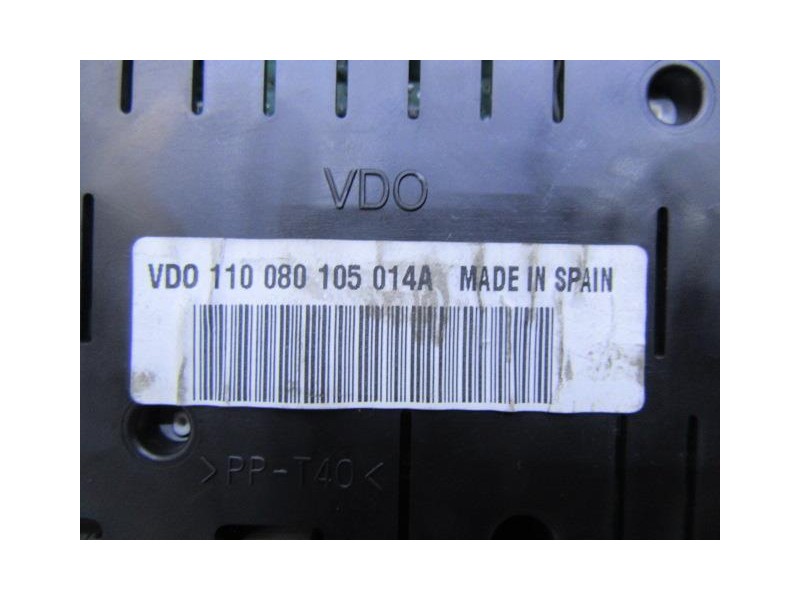 VDO
VDO 110 080 105 014A MADE IN SPAIN
>PP-T40<